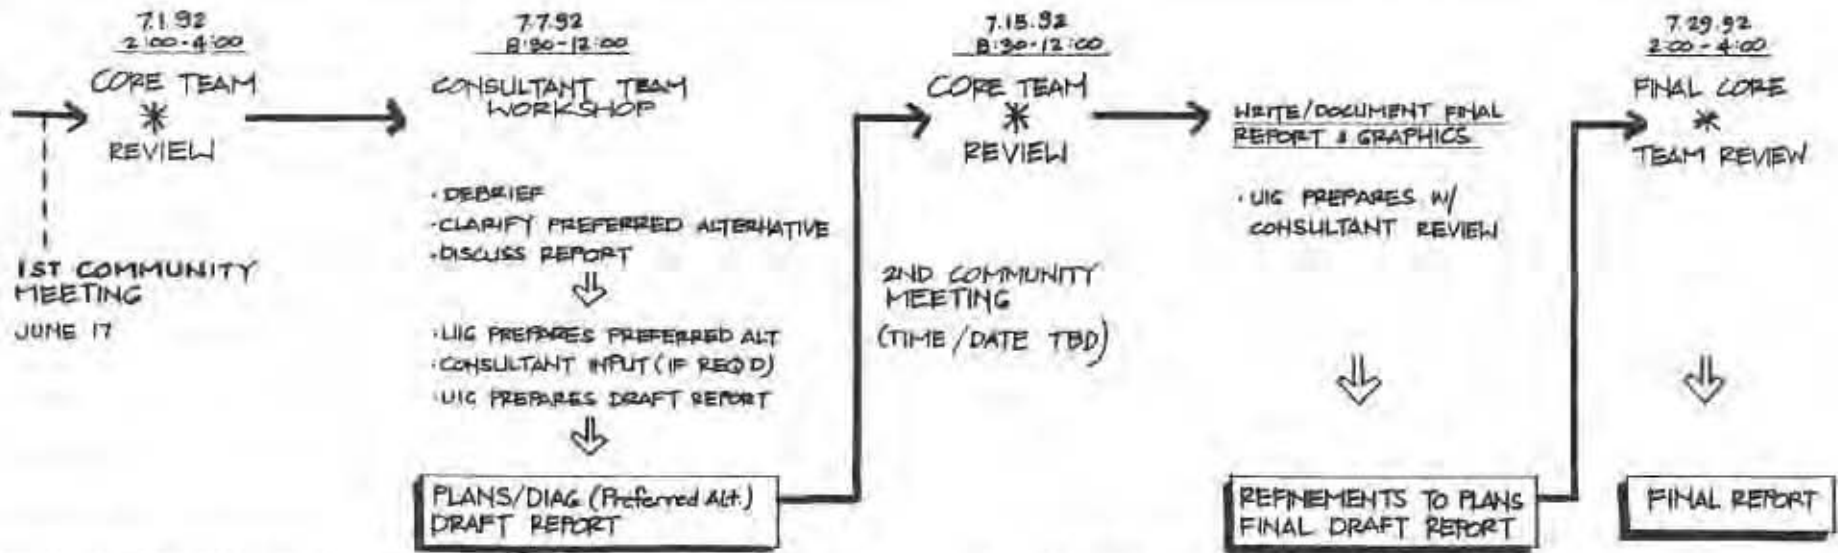 7.1.92
2:00-4:00
CORE TEAM
*
REVIEW
1ST COMMUNITY
MEETING
JUNE 17
7.7.92
8:30-12:00
CONSULTANT TEAM
WORKSHOP
· DEBRIEF
· CLARIFY PREFERRED ALTERNATIVE
· DISCUSS REPORT
· UIG PREPARES PREFERRED ALT
· CONSULTANT INPUT (IF REQ D)
· UIG PREPARES DRAFT REPORT
PLANS/DIAG (Preferred Alt.)
DRAFT REPORT
7.15.92
8:30-12:00
CORE TEAM
*
REVIEW
2ND COMMUNITY
MEETING
(TIME/DATE TBD)
WRITE/DOCUMENT FINAL
REPORT & GRAPHICS
· UIG PREPARES W/
CONSULTANT REVIEW
REFINEMENTS TO PLANS
FINAL DRAFT REPORT
7.29.92
2:00-4:00
FINAL CORE
*
TEAM REVIEW
FINAL REPORT